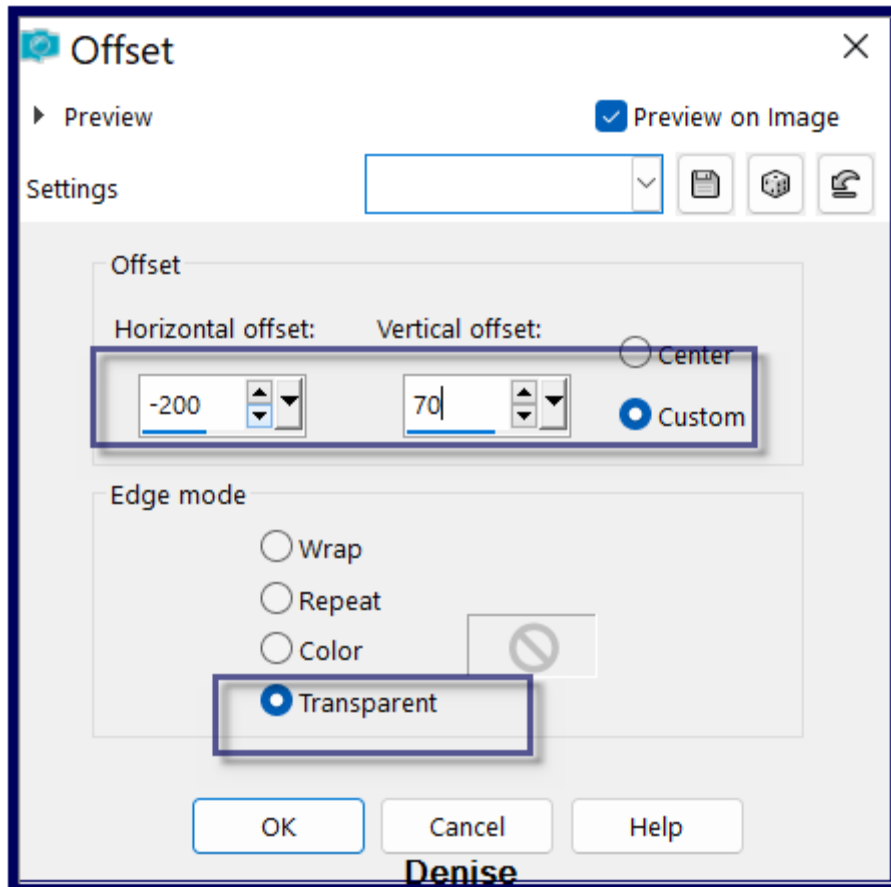 Offset
Preview
Preview on Image
Settings
Offset
Horizontal offset:
Vertical offset:
Center
-200
70
Custom
Edge mode
Wrap
Repeat
Color
Transparent
OK
Cancel
Help
Denise